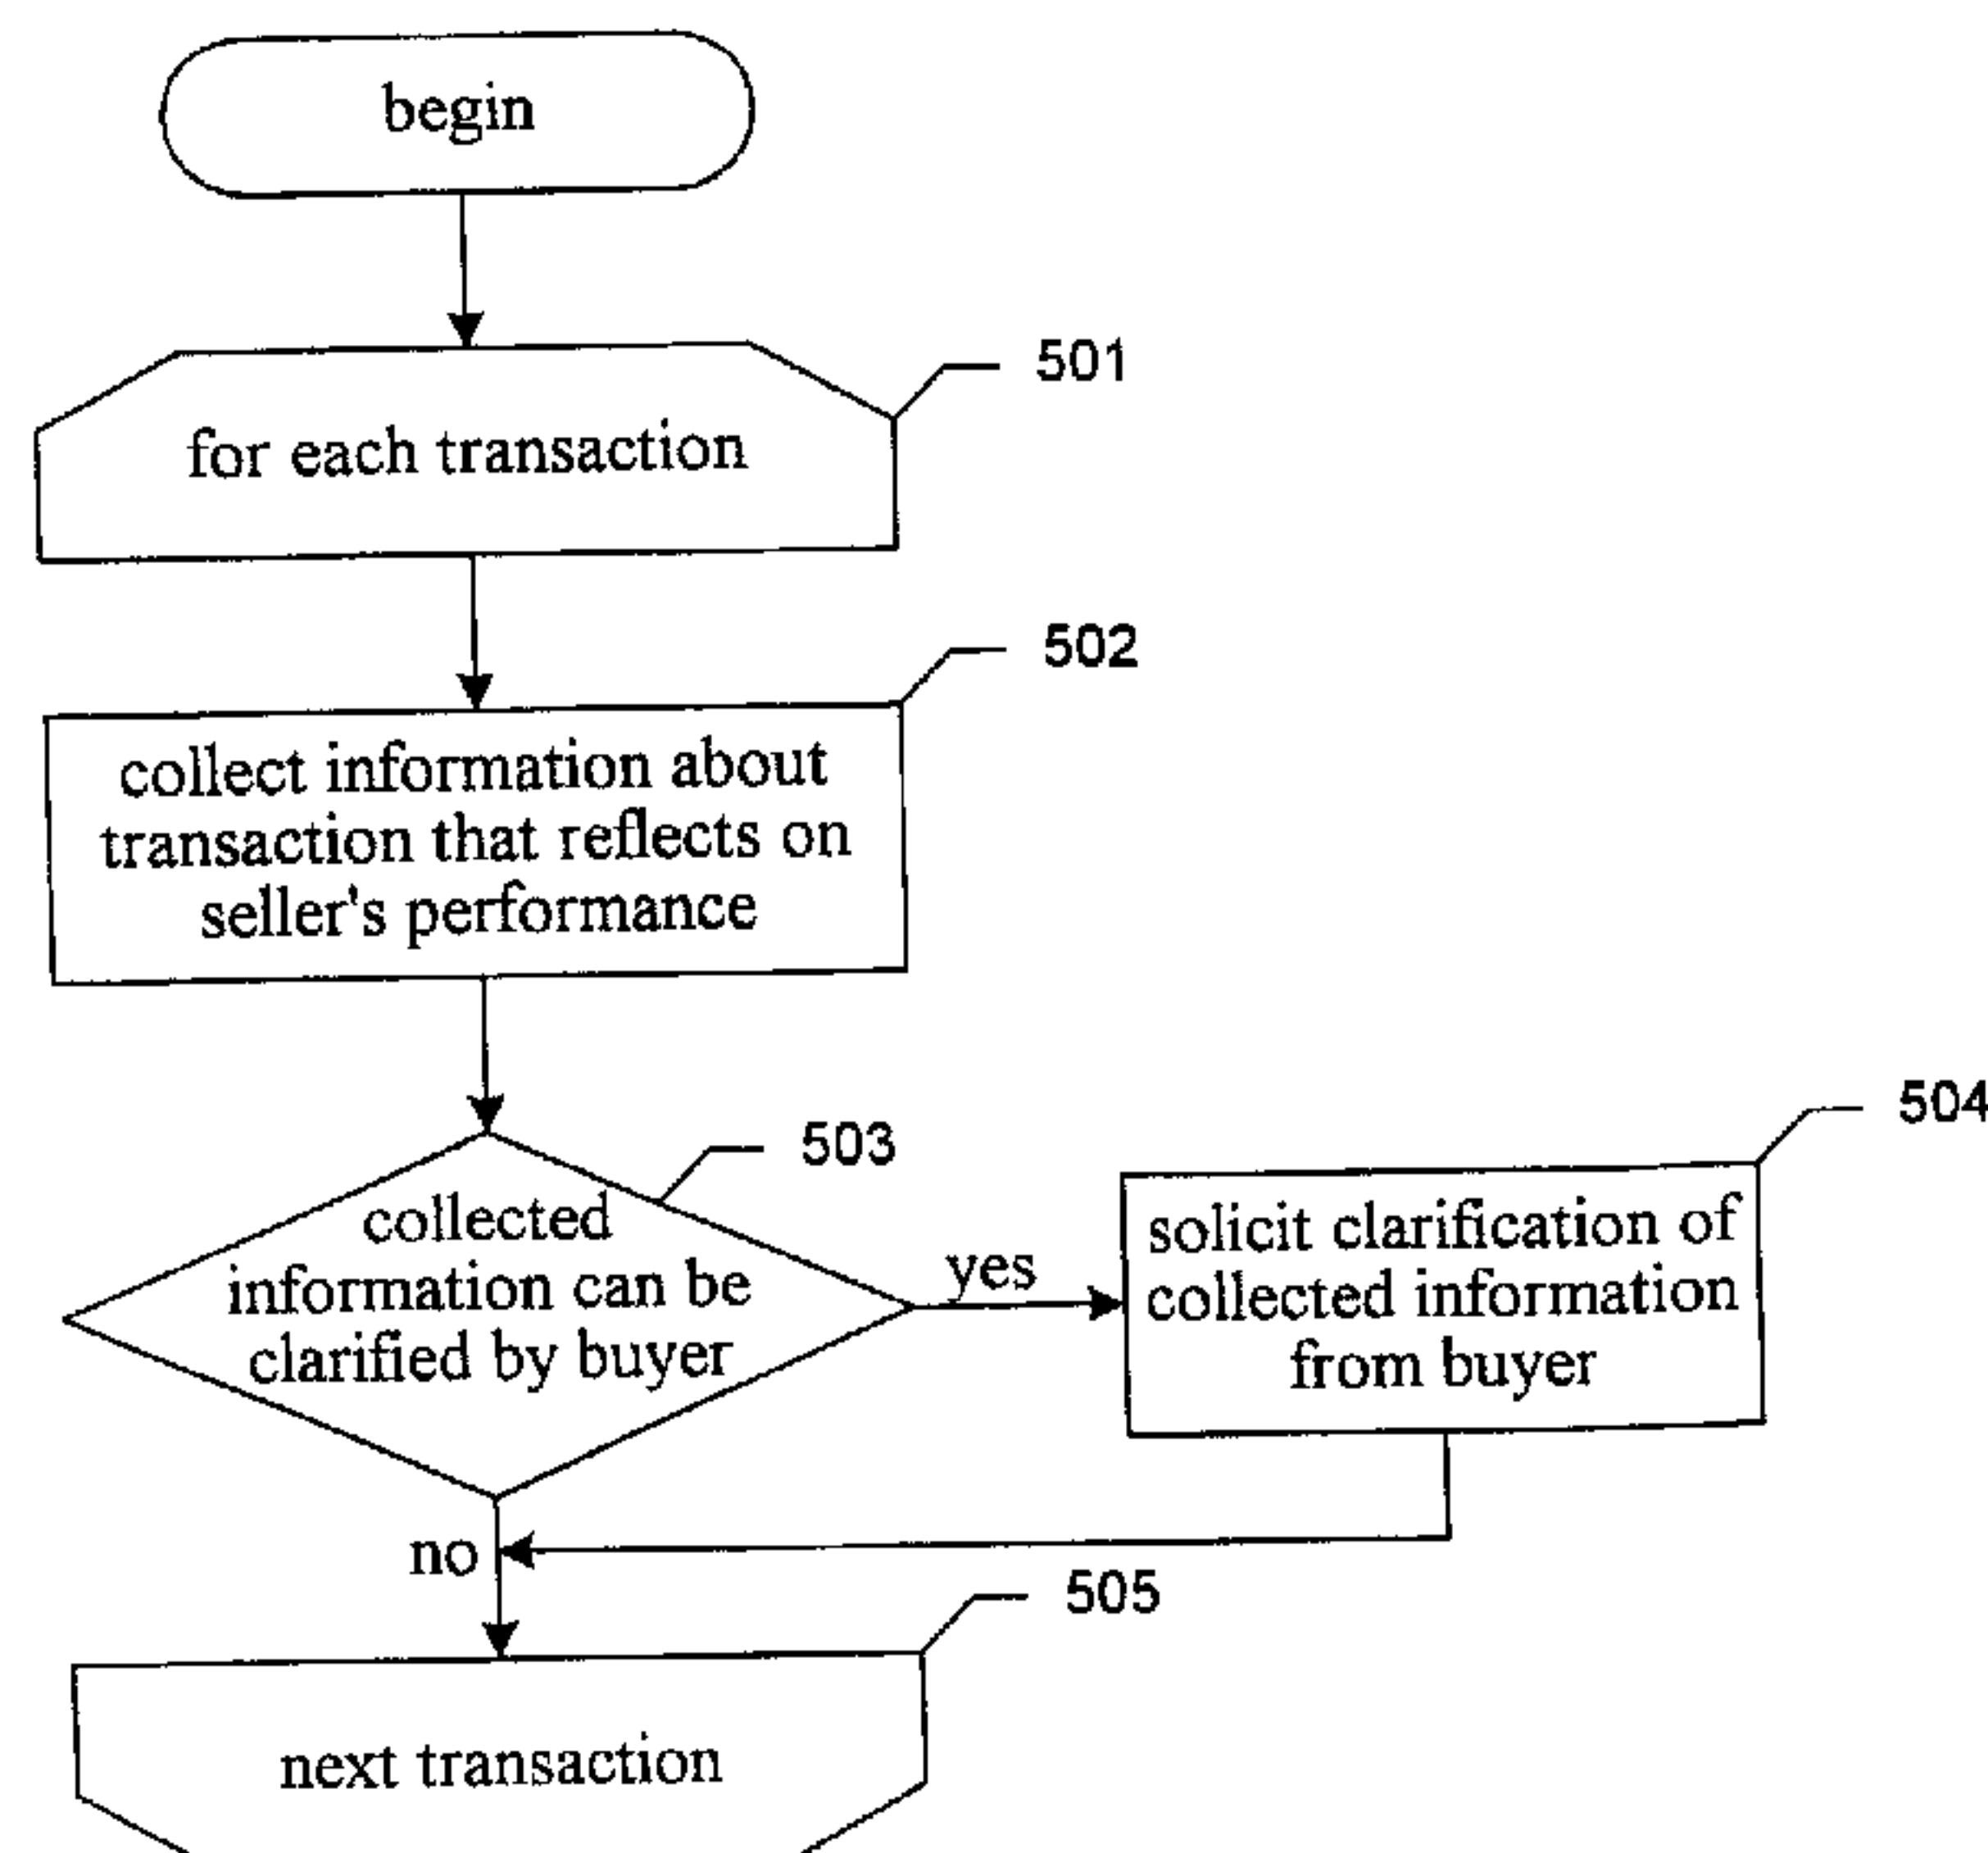 begin
501
for each transaction
502
collect information about
transaction that reflects on
seller's performance
503
collected
information can be
clarified by buyer
yes
504
solicit clarification of
collected information
from buyer
no
505
next transaction